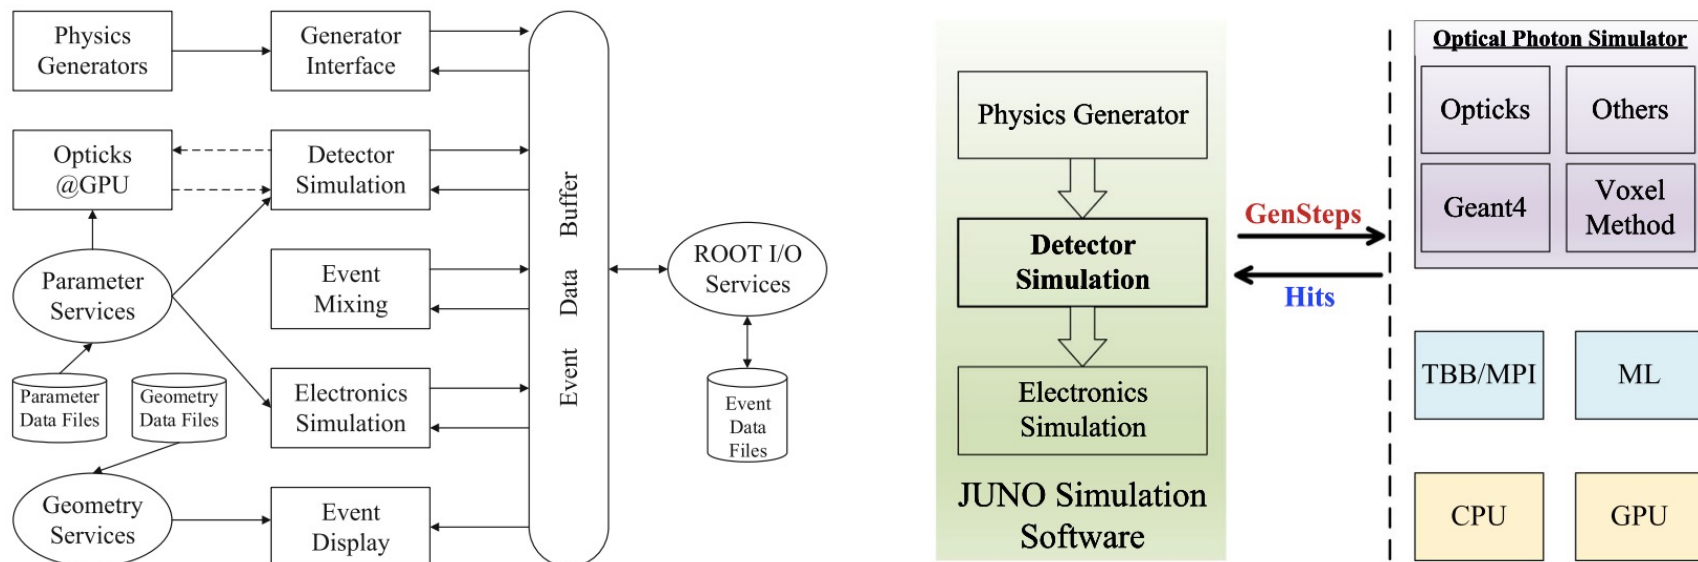 Physics
Generators
Generator
Interface
Opticks
@GPU
Detector
Simulation
Parameter
Services
Event
Mixing
Parameter
Data Files
Geometry
Data Files
Electronics
Simulation
Geometry
Services
Event
Display
Event Data Buffer
ROOT I/O
Services
Event
Data
Files
Physics Generator
Detector
Simulation
Electronics
Simulation
JUNO Simulation
Software
GenSteps
Hits
Optical Photon Simulator
Opticks
Others
Geant4
Voxel
Method
TBB/MPI
ML
CPU
GPU